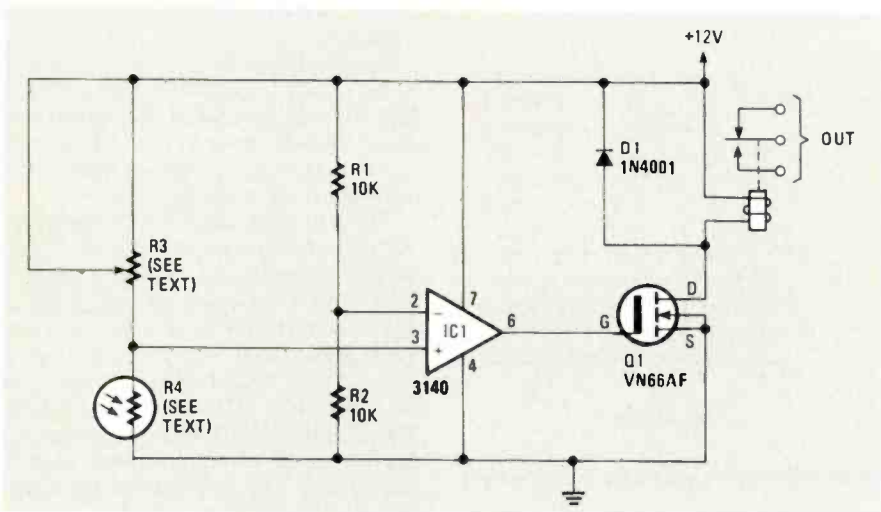 +12V
D1
1N4001
OUT
R1
10K
R3
(SEE
TEXT)
2
7
3
IC1
6
4
3140
G
D
S
Q1
VN66AF
R4
(SEE
TEXT)
R2
10K